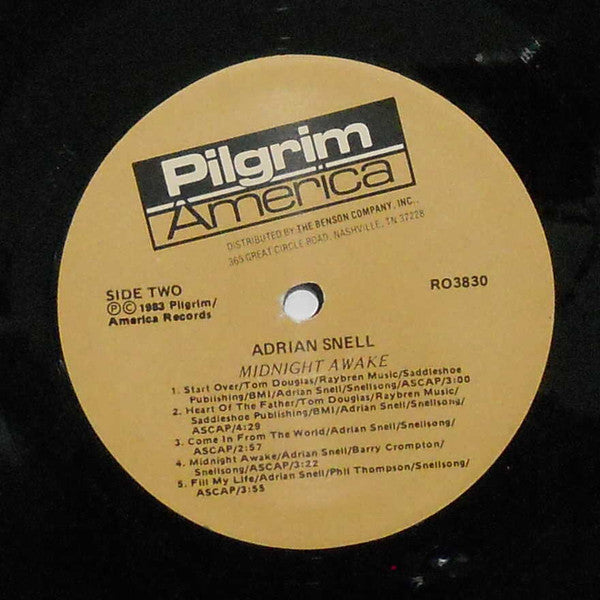 Pilgrim
America
DISTRIBUTED BY THE BENSON COMPANY, INC.,
365 GREAT CIRCLE ROAD, NASHVILLE, TN 37228
SIDE TWO
Ⓟ © 1983 Pilgrim/
America Records
RO3830
ADRIAN SNELL
MIDNIGHT AWAKE
1. Start Over/Tom Douglas/Raybren Music/Saddleshoe
Publishing/BMI/Adrian Snell/Snellsong/ASCAP/3:00
2. Heart Of The Father/Tom Douglas/Raybren Music/
Saddleshoe Publishing/BMI/Adrian Snell/Snellsong/
ASCAP/4:29
3. Come In From The World/Adrian Snell/Snellsong/
ASCAP/2:57
4. Midnight Awake/Adrian Snell/Barry Crompton/
Snellsong/ASCAP/3:22
5. Fill My Life/Adrian Snell/Phil Thompson/Snellsong/
ASCAP/3:55